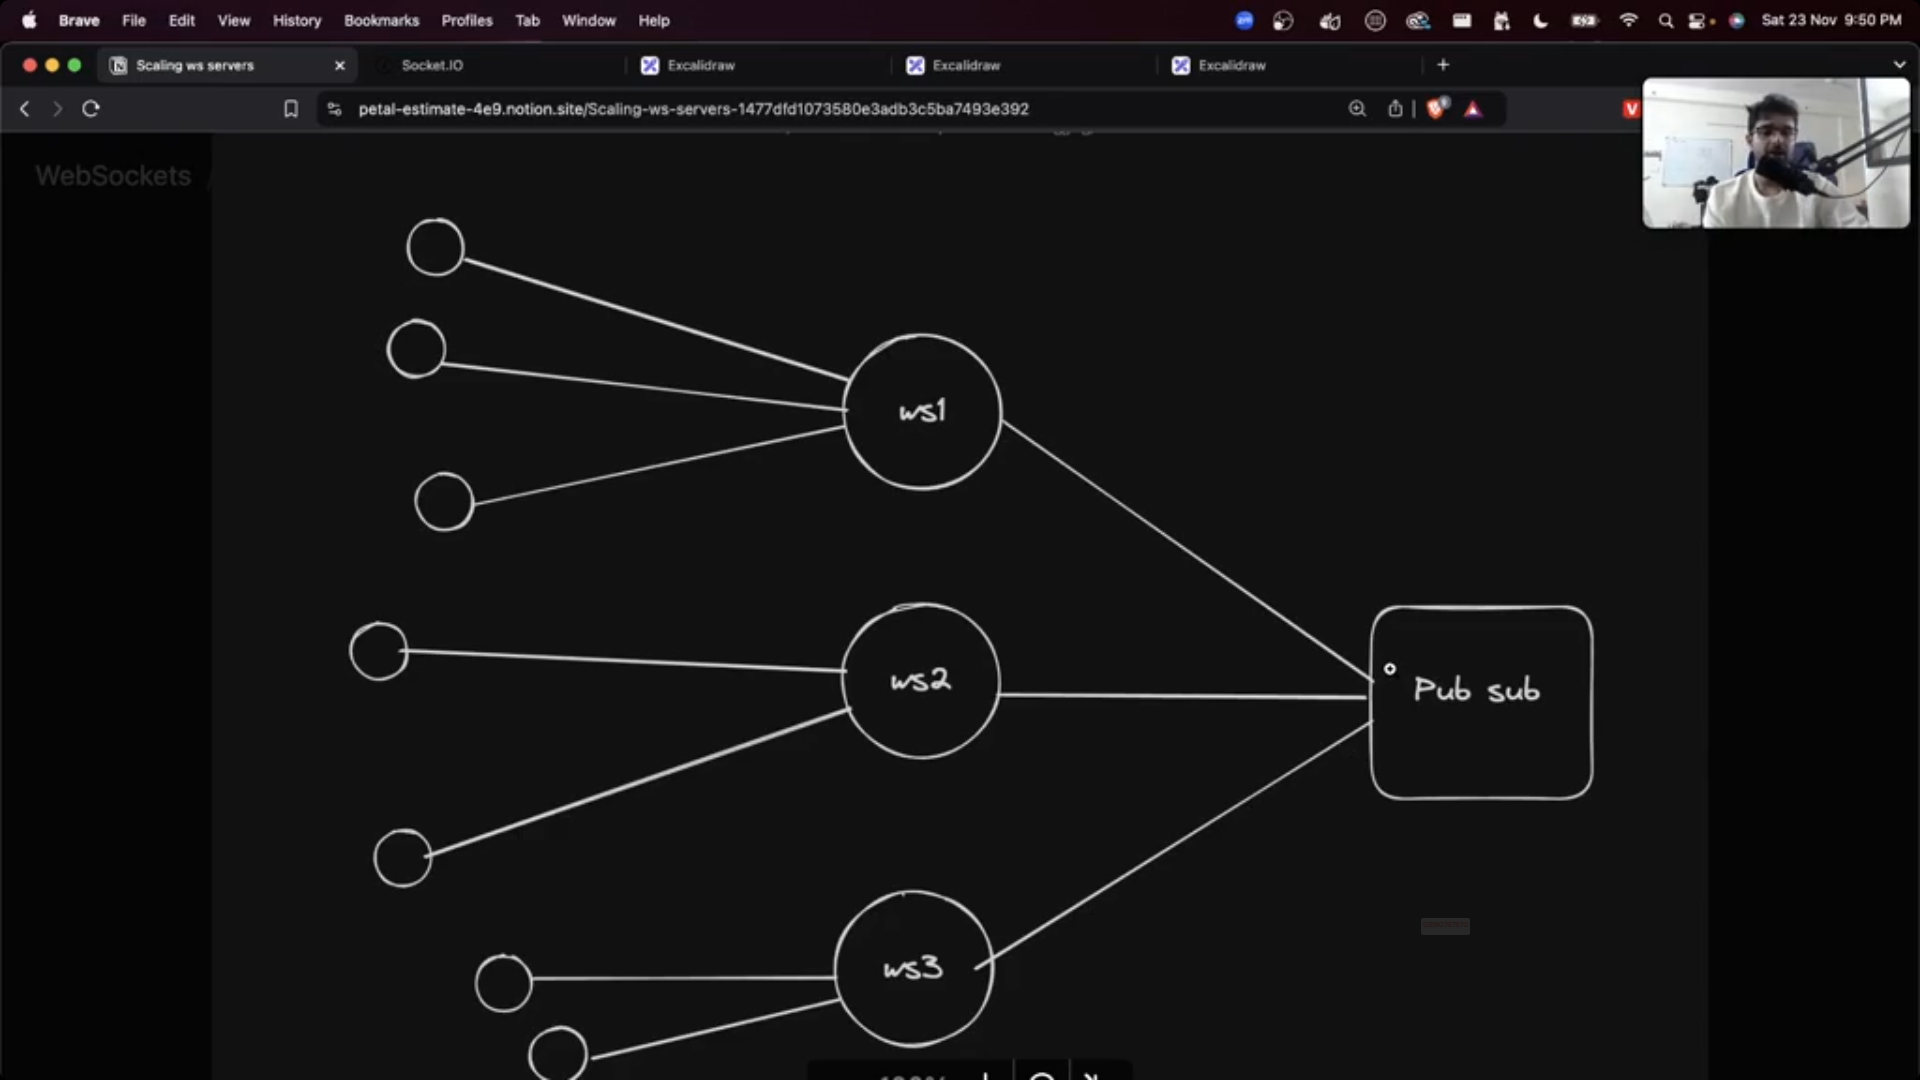 Brave File Edit View History Bookmarks Profiles Tab Window Help
Sat 23 Nov 9:50 PM
Scaling ws servers
Socket.IO
Excalidraw
Excalidraw
Excalidraw
petal-estimate-4e9.notion.site/Scaling-ws-servers-1477dfd1073580e3adb3c5ba7493e392
WebSockets /
ws1
ws2
Pub sub
ws3